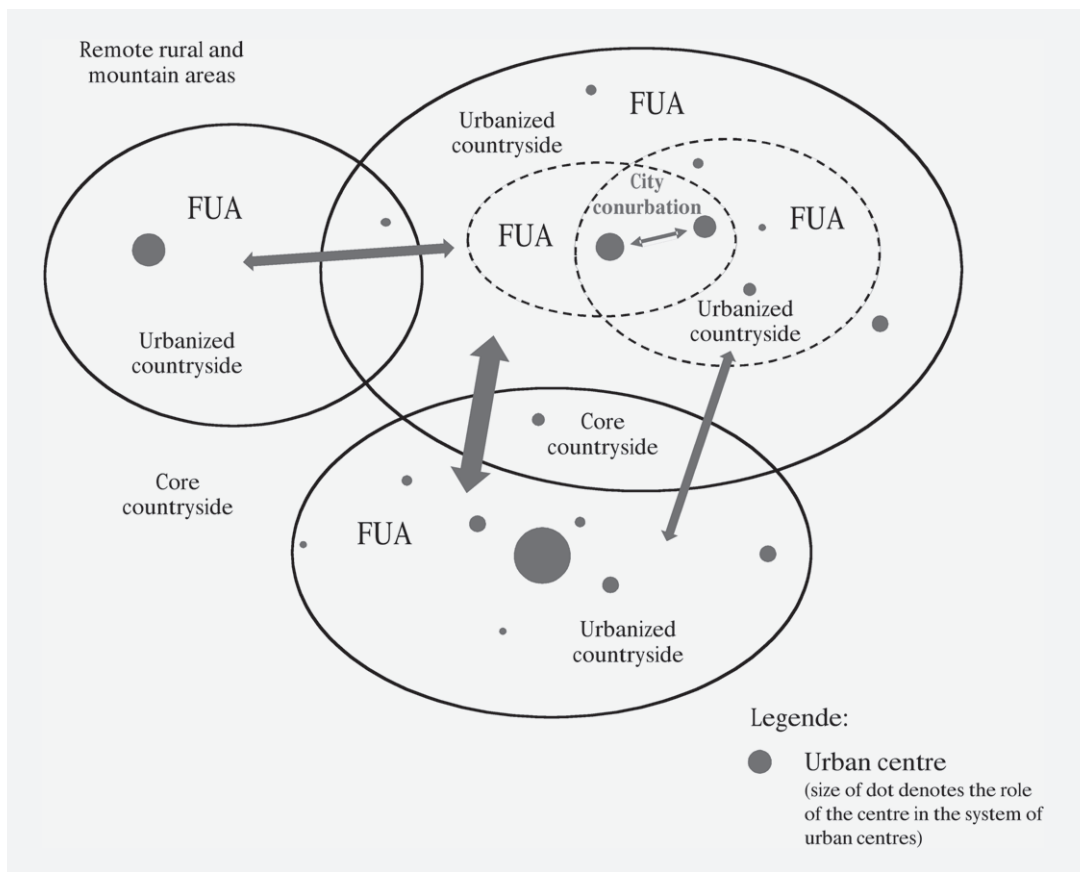 Remote rural and
mountain areas
FUA
Urbanized
countryside
FUA
Urbanized
countryside
City
conurbation
FUA
FUA
Urbanized
countryside
Core
countryside
Core
countryside
FUA
Urbanized
countryside
Legende:
Urban centre
(size of dot denotes the role
of the centre in the system of
urban centres)